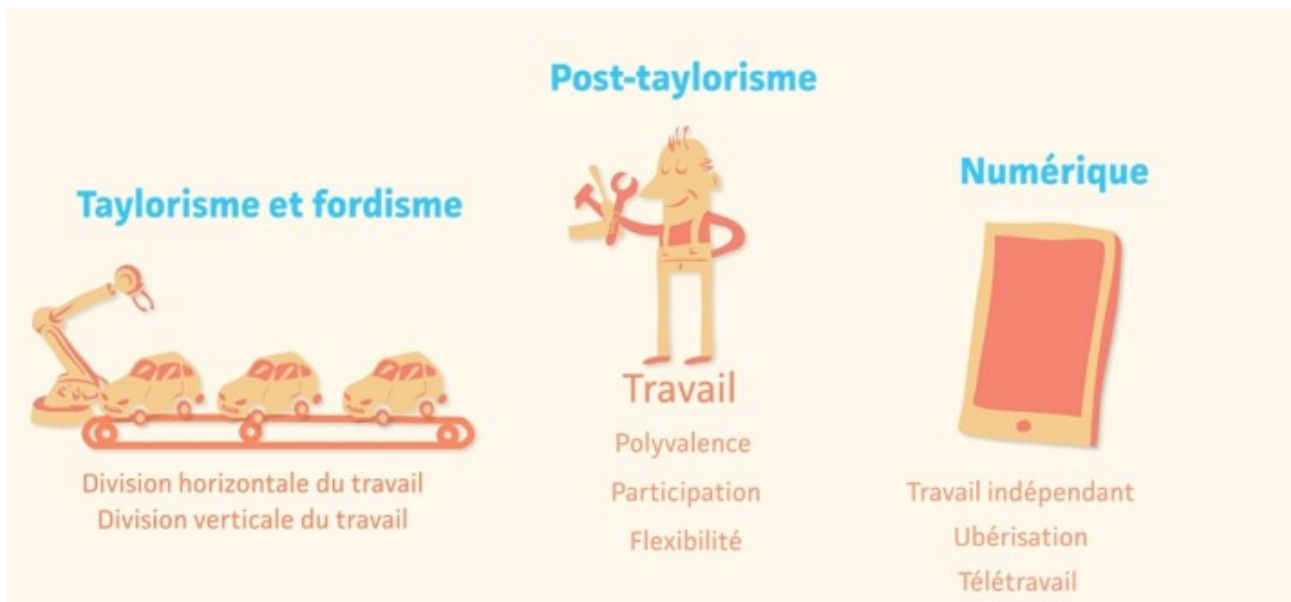 Taylorisme et fordisme
Division horizontale du travail
Division verticale du travail
Post-taylorisme
Travail
Polyvalence
Participation
Flexibilité
Numérique
Travail indépendant
Ubérisation
Télétravail